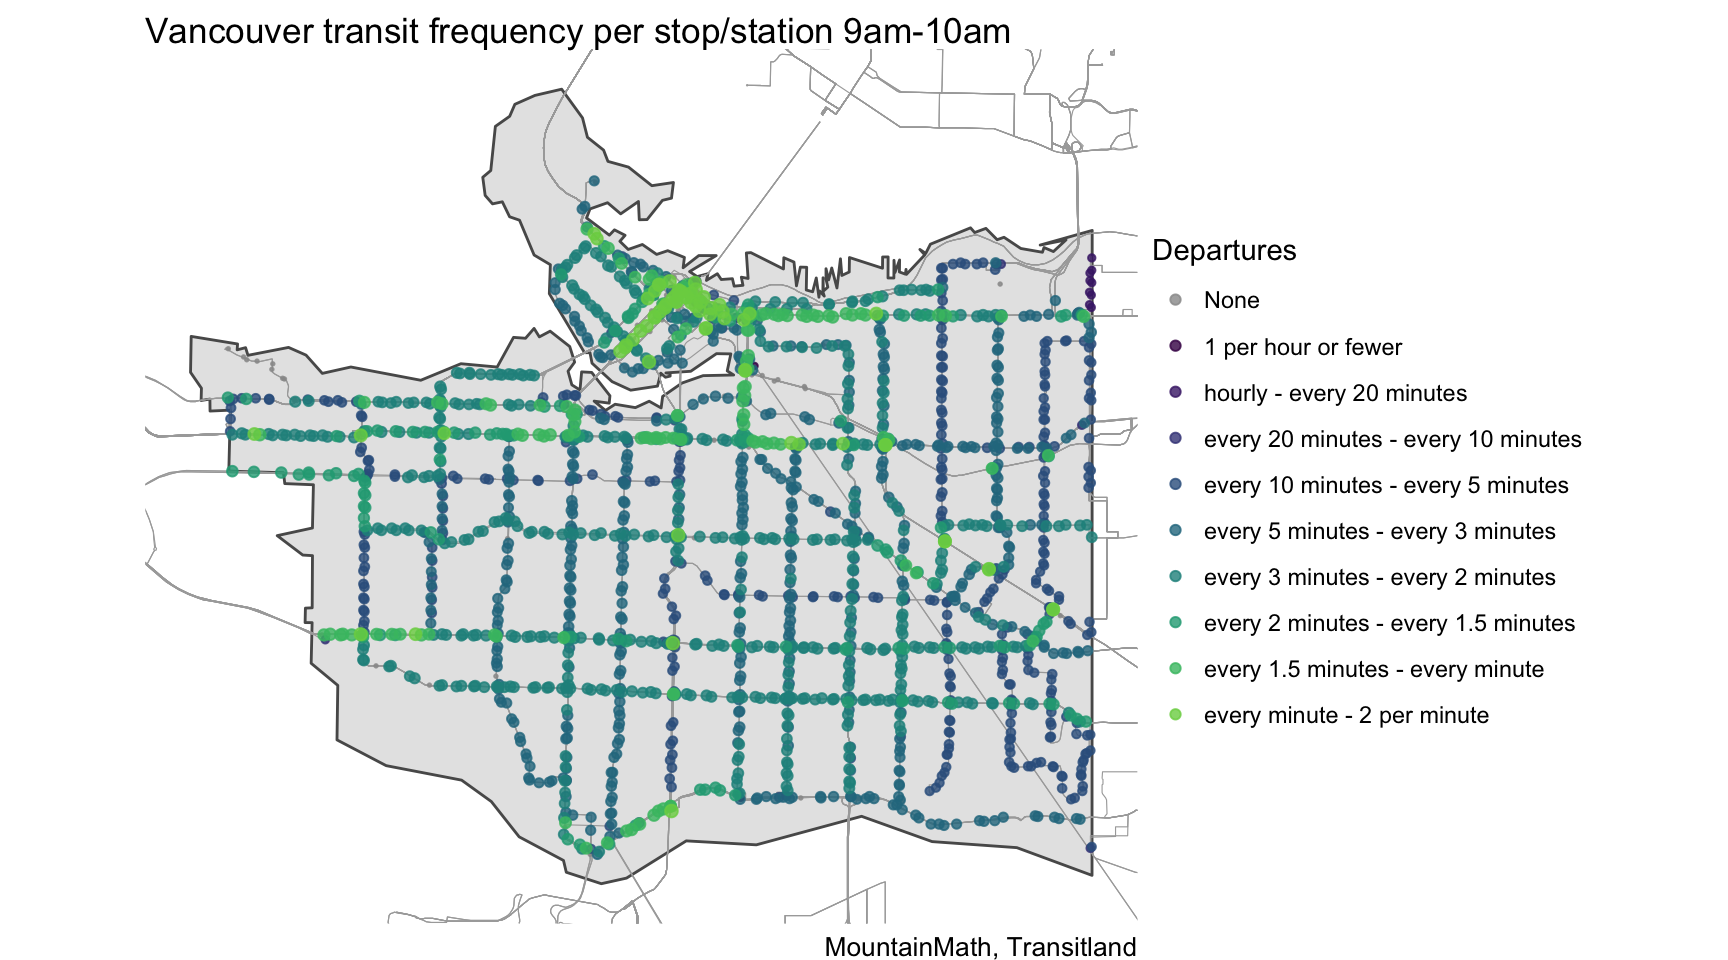 Vancouver transit frequency per stop/station 9am-10am
Departures
None
1 per hour or fewer
hourly - every 20 minutes
every 20 minutes - every 10 minutes
every 10 minutes - every 5 minutes
every 5 minutes - every 3 minutes
every 3 minutes - every 2 minutes
every 2 minutes - every 1.5 minutes
every 1.5 minutes - every minute
every minute - 2 per minute
MountainMath, Transitland